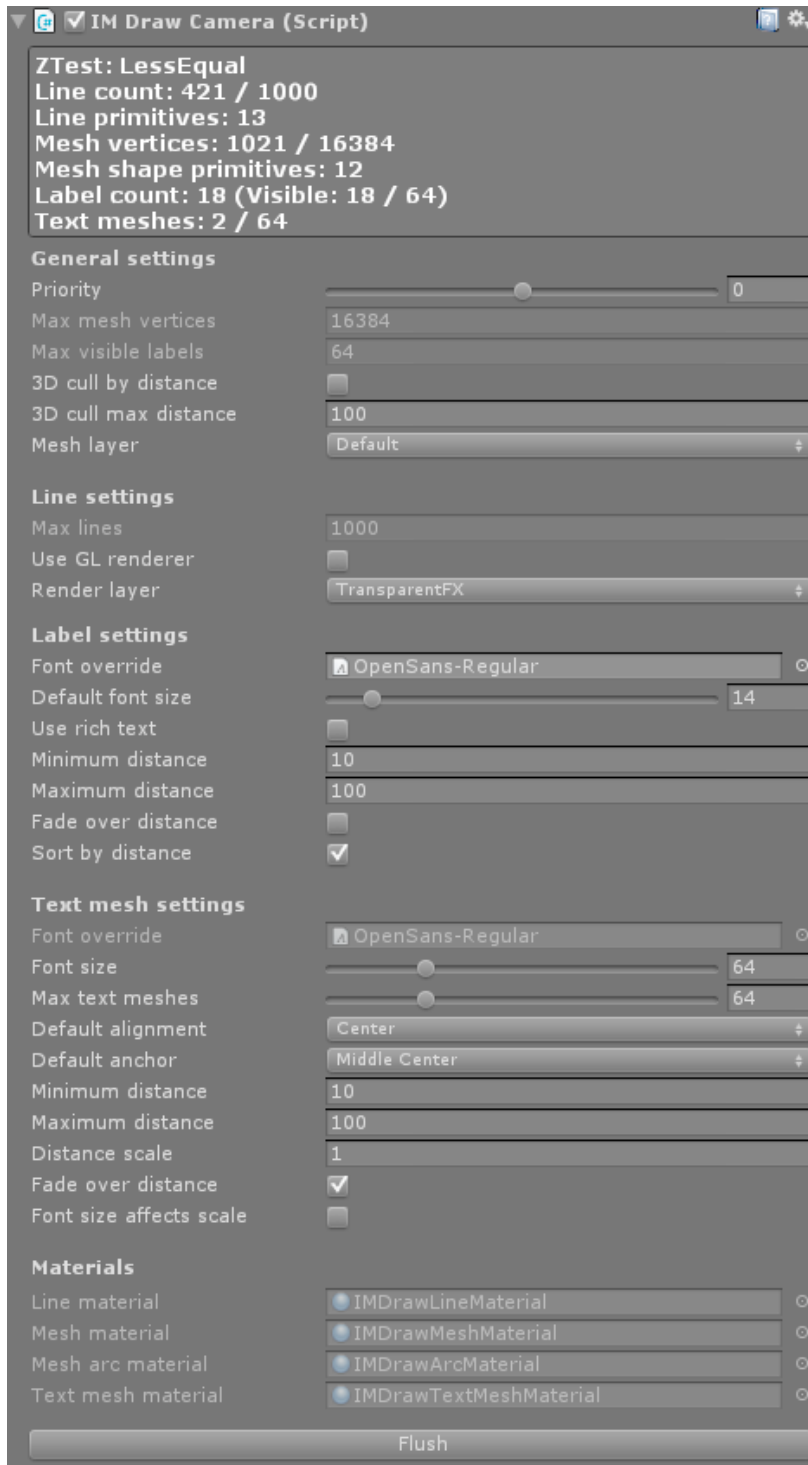 IM Draw Camera (Script)
ZTest: LessEqual
Line count: 421 / 1000
Line primitives: 13
Mesh vertices: 1021 / 16384
Mesh shape primitives: 12
Label count: 18 (Visible: 18 / 64)
Text meshes: 2 / 64
General settings
Priority 0
Max mesh vertices 16384
Max visible labels 64
3D cull by distance
3D cull max distance 100
Mesh layer Default
Line settings
Max lines 1000
Use GL renderer
Render layer TransparentFX
Label settings
Font override OpenSans-Regular
Default font size 14
Use rich text
Minimum distance 10
Maximum distance 100
Fade over distance
Sort by distance
Text mesh settings
Font override OpenSans-Regular
Font size 64
Max text meshes 64
Default alignment Center
Default anchor Middle Center
Minimum distance 10
Maximum distance 100
Distance scale 1
Fade over distance
Font size affects scale
Materials
Line material IMDrawLineMaterial
Mesh material IMDrawMeshMaterial
Mesh arc material IMDrawArcMaterial
Text mesh material IMDrawTextMeshMaterial
Flush